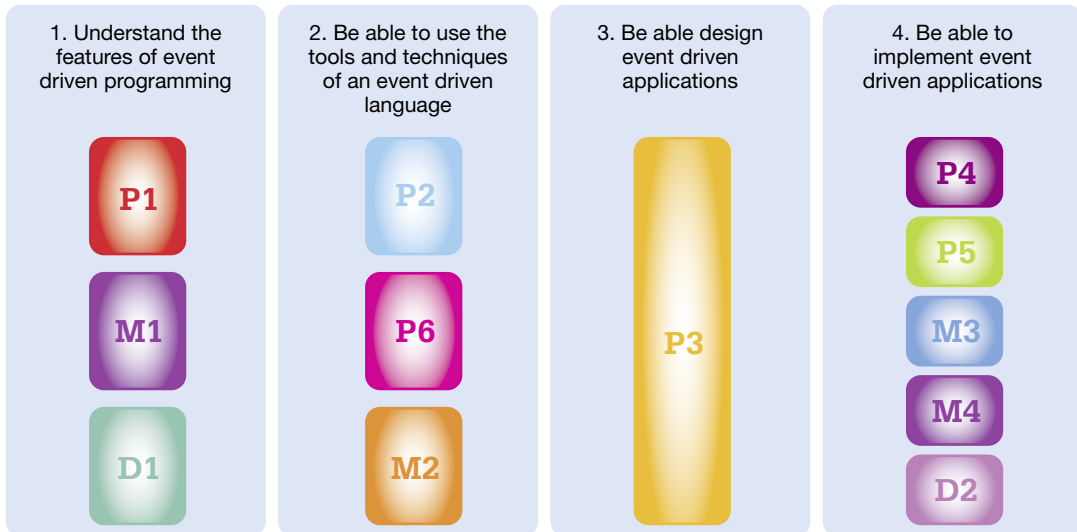 1. Understand the
features of event
driven programming
P1
M1
D1
2. Be able to use the
tools and techniques
of an event driven
language
P2
P6
M2
3. Be able design
event driven
applications
P3
4. Be able to
implement event
driven applications
P4
P5
M3
M4
D2